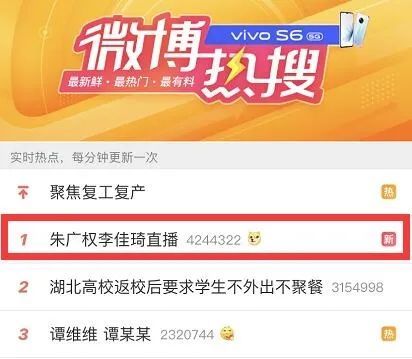 vivo S6 5G
微博
热搜
最新鲜·最热门·最有料
实时热点，每分钟更新一次
聚焦复工复产 热
1 朱广权李佳琦直播 4244322 新
2 湖北高校返校后要求学生不外出不聚餐 3154998
3 谭维维 谭某某 2320744 热